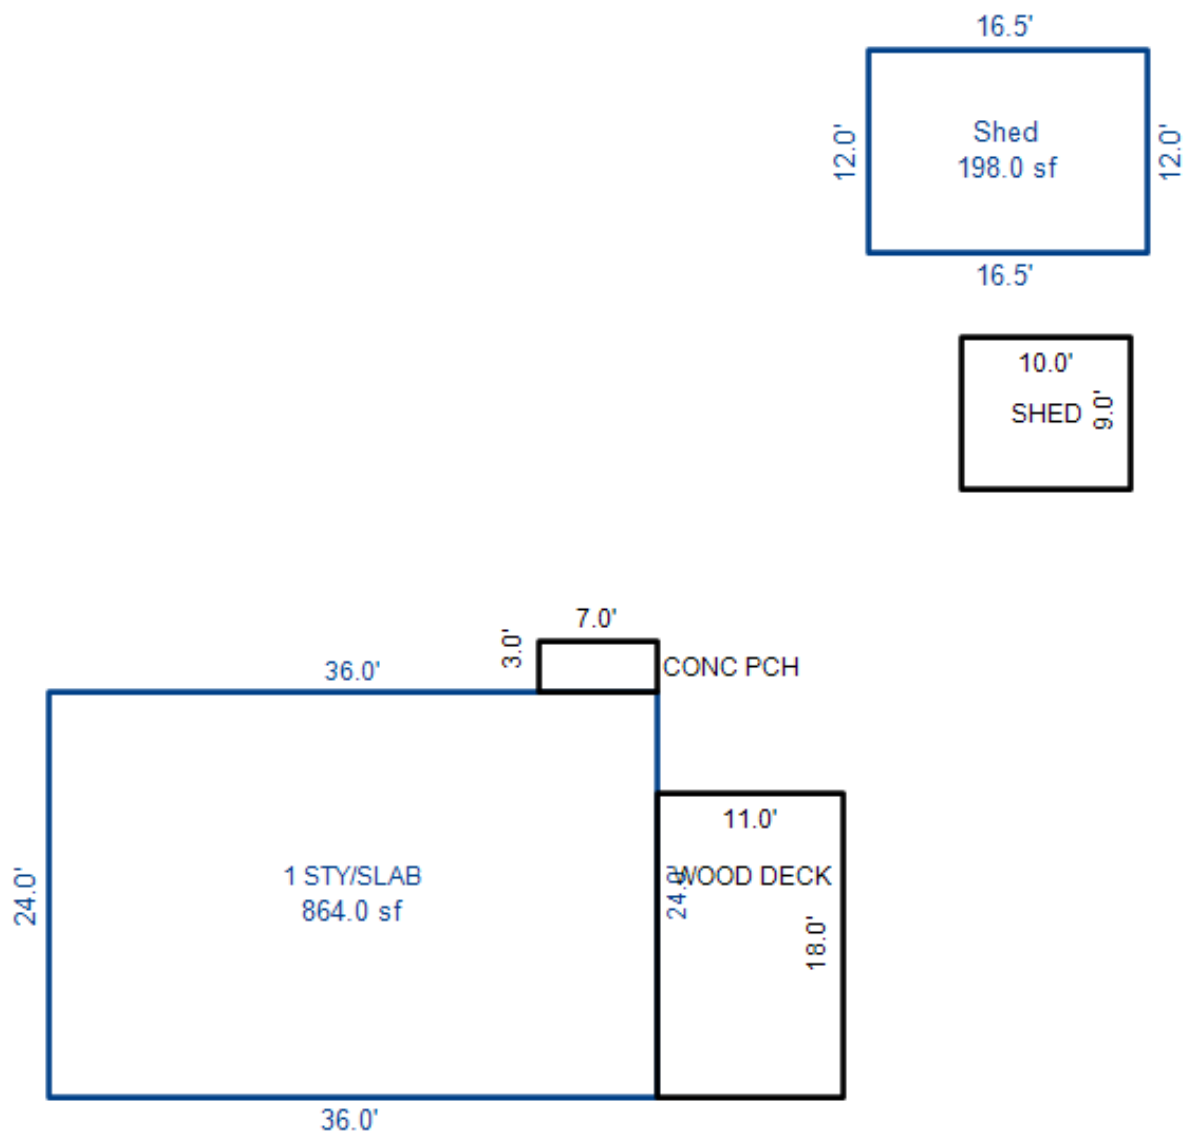 16.5'
12.0'
Shed
198.0 sf
12.0'
16.5'
10.0'
SHED
9.0'
7.0'
3.0'
CONC PCH
36.0'
11.0'
24.0'
1 STY/SLAB
864.0 sf
24.0'
WOOD DECK
18.0'
36.0'